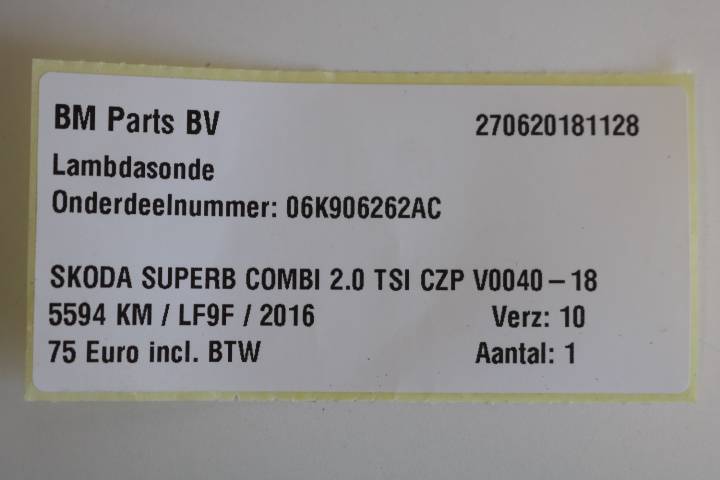 BM Parts BV 270620181128
Lambdasonde
Onderdeelnummer: 06K906262AC
SKODA SUPERB COMBI 2.0 TSI CZP V0040-18
5594 KM / LF9F / 2016 Verz: 10
75 Euro incl. BTW Aantal: 1